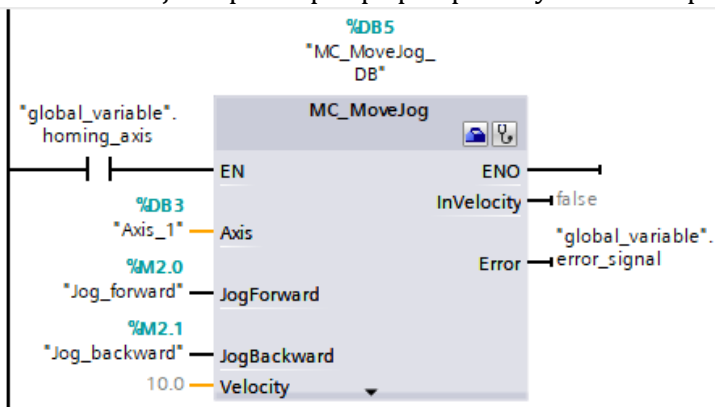 %DB5
"MC_MoveJog_
DB"
"global_variable".
homing_axis
MC_MoveJog
EN
ENO
InVelocity
false
%DB3
"Axis_1"
Axis
"global_variable".
error_signal
Error
%M2.0
"Jog_forward"
JogForward
%M2.1
"Jog_backward"
JogBackward
10.0
Velocity